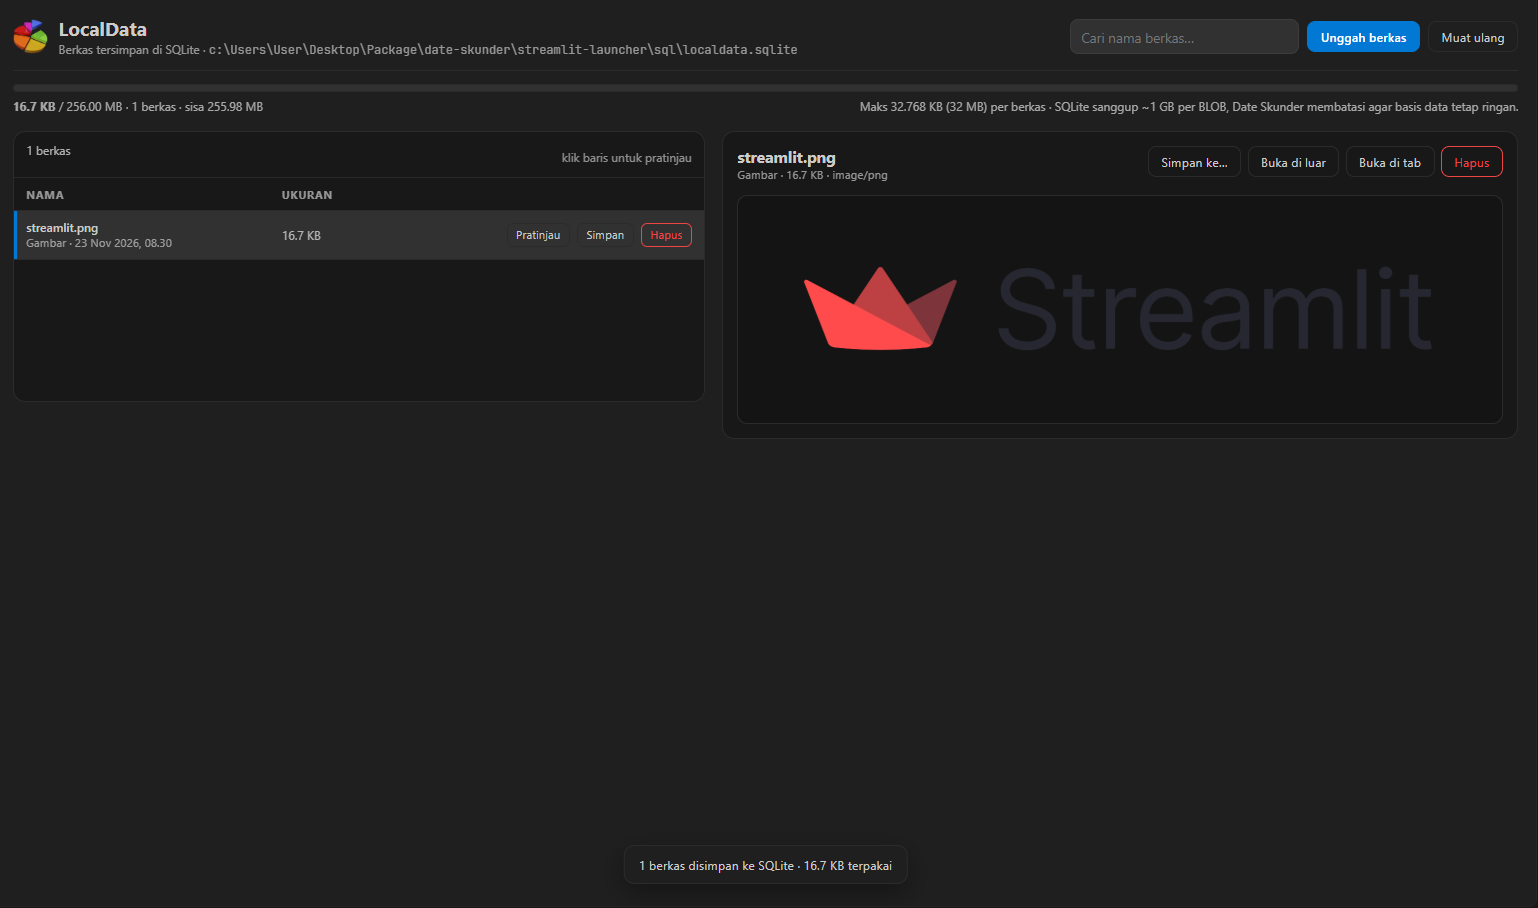 LocalData
Berkas tersimpan di SQLite · c:\Users\User\Desktop\Package\date-skunder\streamlit-launcher\sql\localdata.sqlite
Cari nama berkas...
Unggah berkas
Muat ulang
16.7 KB / 256.00 MB · 1 berkas · sisa 255.98 MB
Maks 32.768 KB (32 MB) per berkas · SQLite sanggup ~1 GB per BLOB, Date Skunder membatasi agar basis data tetap ringan.
1 berkas
klik baris untuk pratinjau
NAMA
UKURAN
streamlit.png
Gambar · 23 Nov 2026, 08.30
16.7 KB
Pratinjau
Simpan
Hapus
streamlit.png
Gambar · 16.7 KB · image/png
Simpan ke...
Buka di luar
Buka di tab
Hapus
Streamlit
1 berkas disimpan ke SQLite · 16.7 KB terpakai